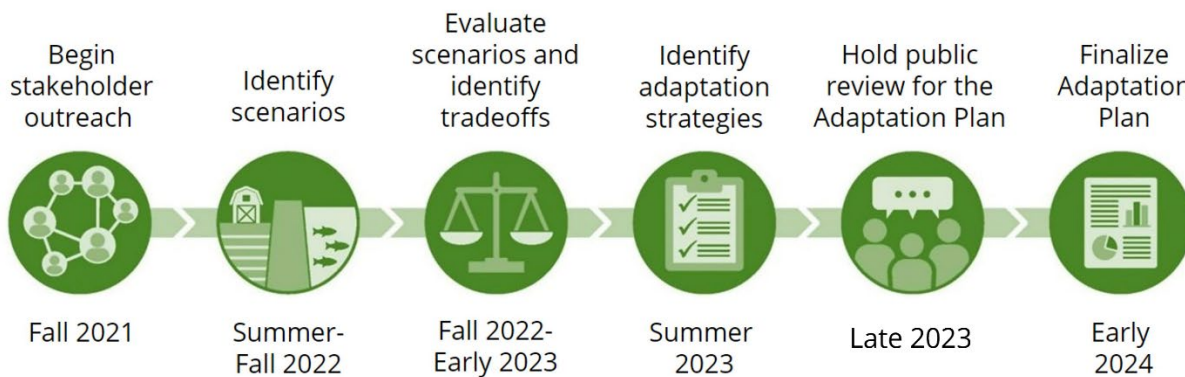 Begin
stakeholder
outreach
Identify
scenarios
Evaluate
scenarios and
identify
tradeoffs
Identify
adaptation
strategies
Hold public
review for the
Adaptation Plan
Finalize
Adaptation
Plan
Fall 2021
Summer-
Fall 2022
Fall 2022-
Early 2023
Summer
2023
Late 2023
Early
2024